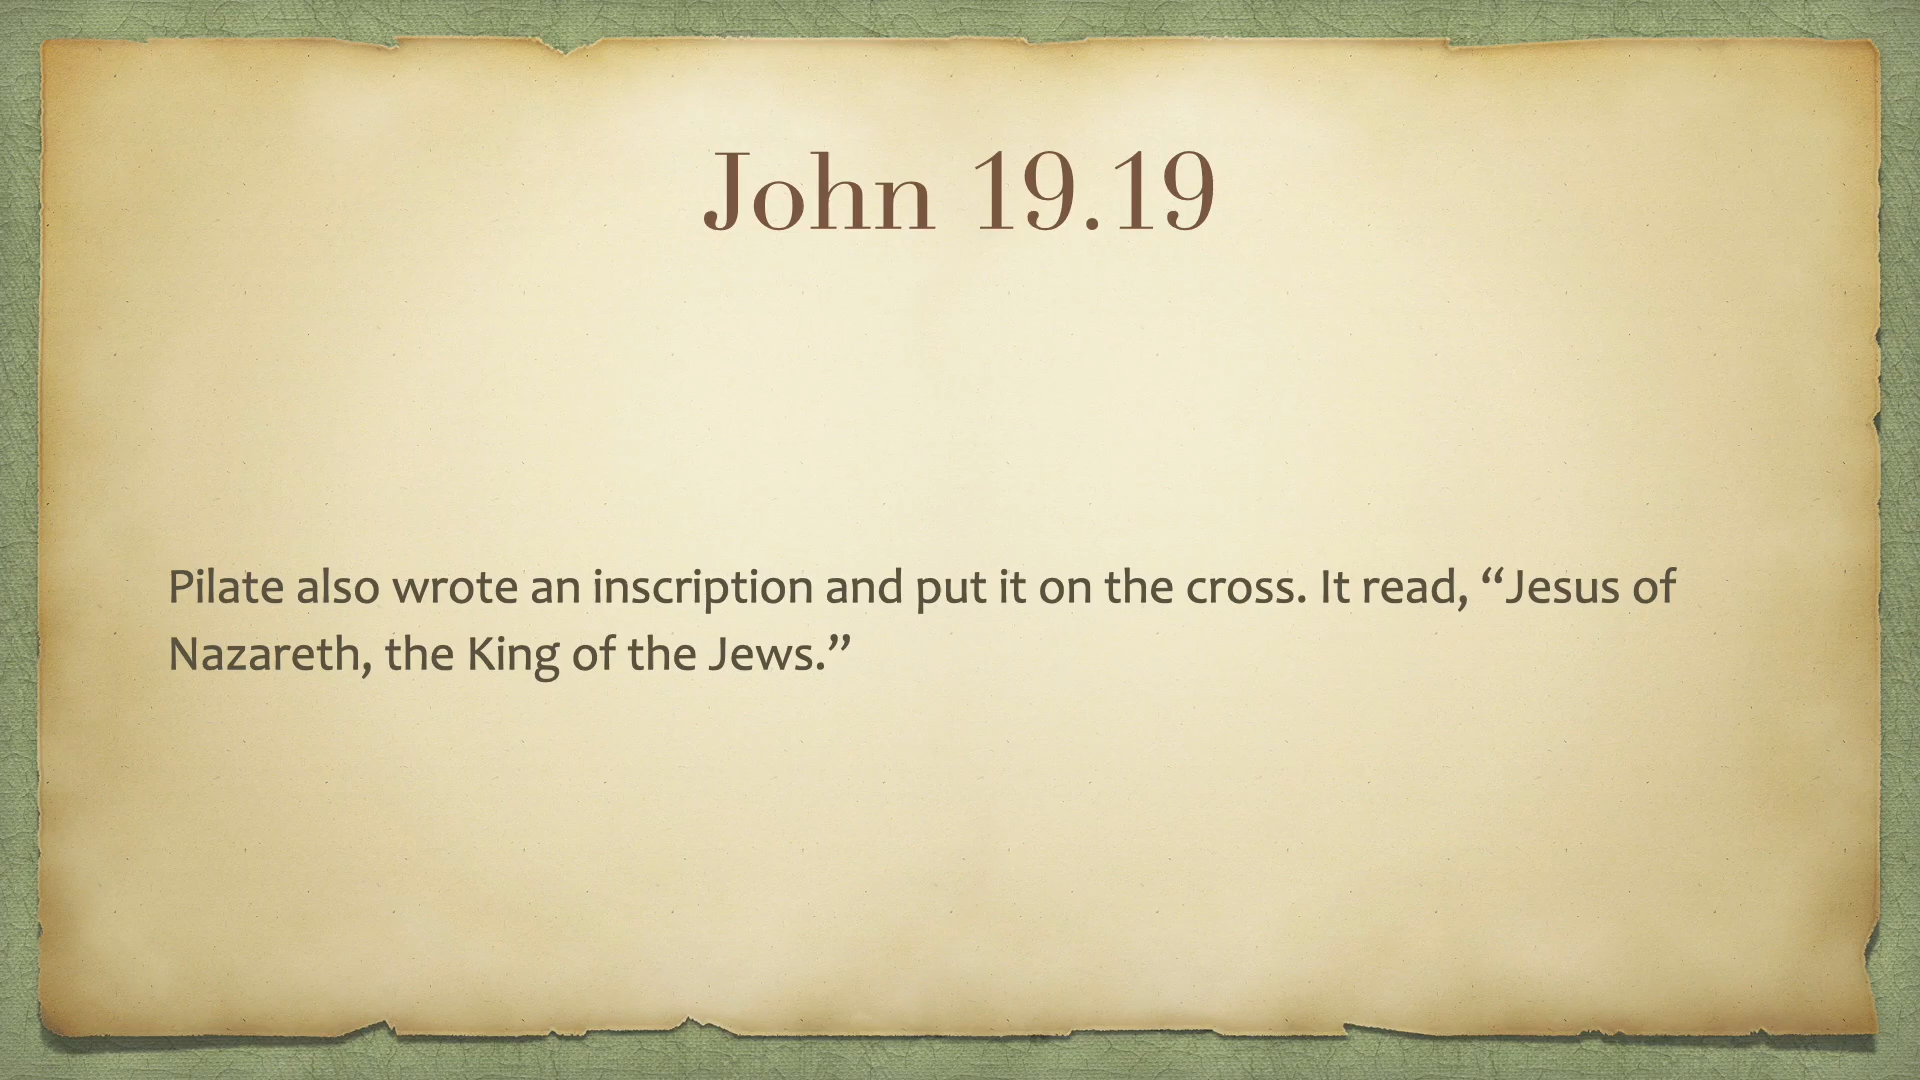 John 19.19
Pilate also wrote an inscription and put it on the cross. It read, “Jesus of
Nazareth, the King of the Jews.”